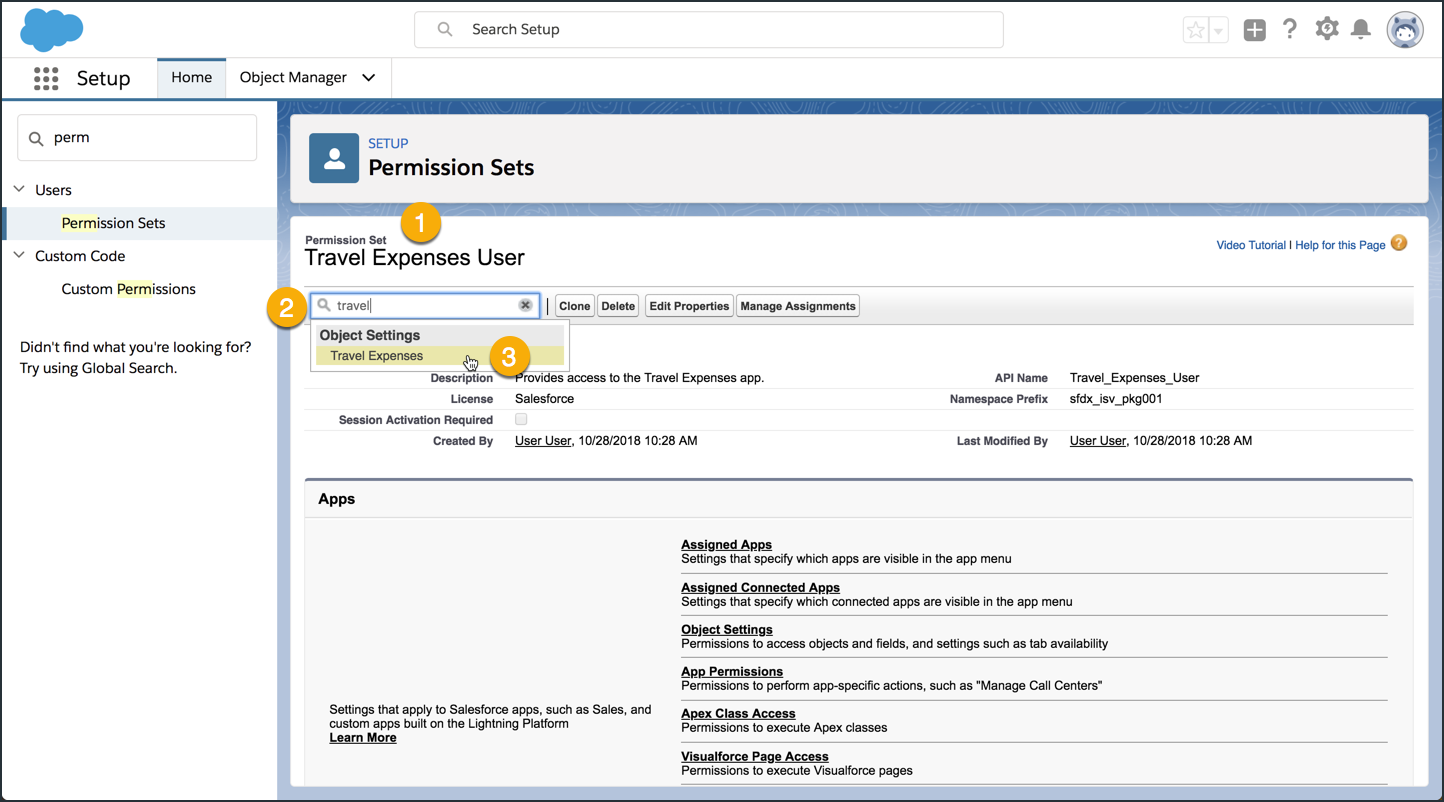 Search Setup
Setup
Home
Object Manager
perm
Users
Permission Sets
Custom Code
Custom Permissions
Didn't find what you're looking for?
Try using Global Search.
SETUP
Permission Sets
1
Permission Set
Travel Expenses User
Video Tutorial | Help for this Page ?
2
travel
Clone
Delete
Edit Properties
Manage Assignments
Object Settings
Travel Expenses
3
Description Provides access to the Travel Expenses app.
API Name Travel_Expenses_User
License Salesforce
Namespace Prefix sfdx_isv_pkg001
Session Activation Required
Created By User User, 10/28/2018 10:28 AM
Last Modified By User User, 10/28/2018 10:28 AM
Apps
Settings that apply to Salesforce apps, such as Sales, and
custom apps built on the Lightning Platform
Learn More
Assigned Apps
Settings that specify which apps are visible in the app menu
Assigned Connected Apps
Settings that specify which connected apps are visible in the app menu
Object Settings
Permissions to access objects and fields, and settings such as tab availability
App Permissions
Permissions to perform app-specific actions, such as "Manage Call Centers"
Apex Class Access
Permissions to execute Apex classes
Visualforce Page Access
Permissions to execute Visualforce pages